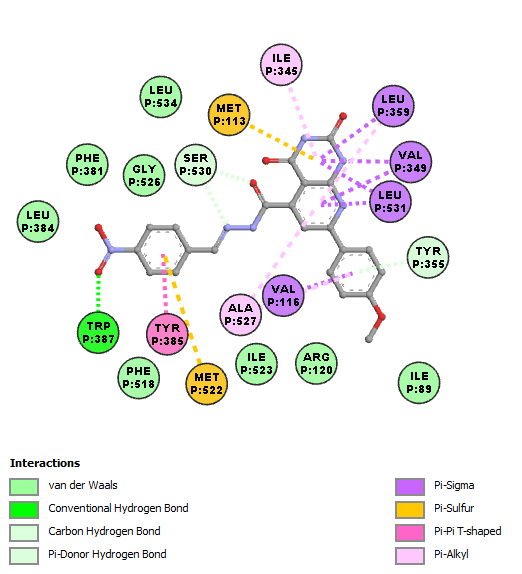 ILE
P:345
LEU
P:534
MET
P:113
LEU
P:359
PHE
P:381
GLY
P:526
SER
P:530
VAL
P:349
LEU
P:531
LEU
P:384
TYR
P:355
VAL
P:116
ALA
P:527
TRP
P:387
TYR
P:385
PHE
P:518
MET
P:522
ILE
P:523
ARG
P:120
ILE
P:89
Interactions
van der Waals
Conventional Hydrogen Bond
Carbon Hydrogen Bond
Pi-Donor Hydrogen Bond
Pi-Sigma
Pi-Sulfur
Pi-Pi T-shaped
Pi-Alkyl